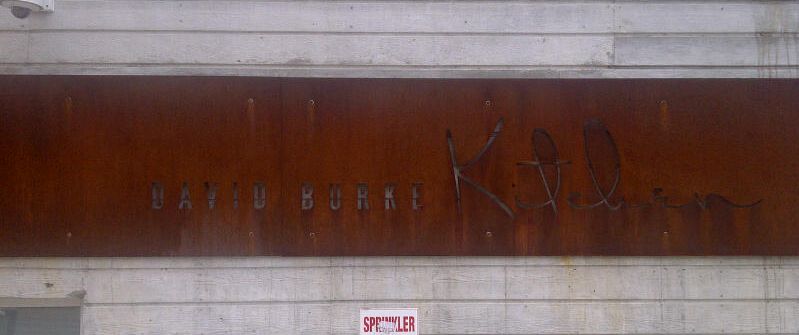 DAVID BURKE Kitchen
SPRINKLER